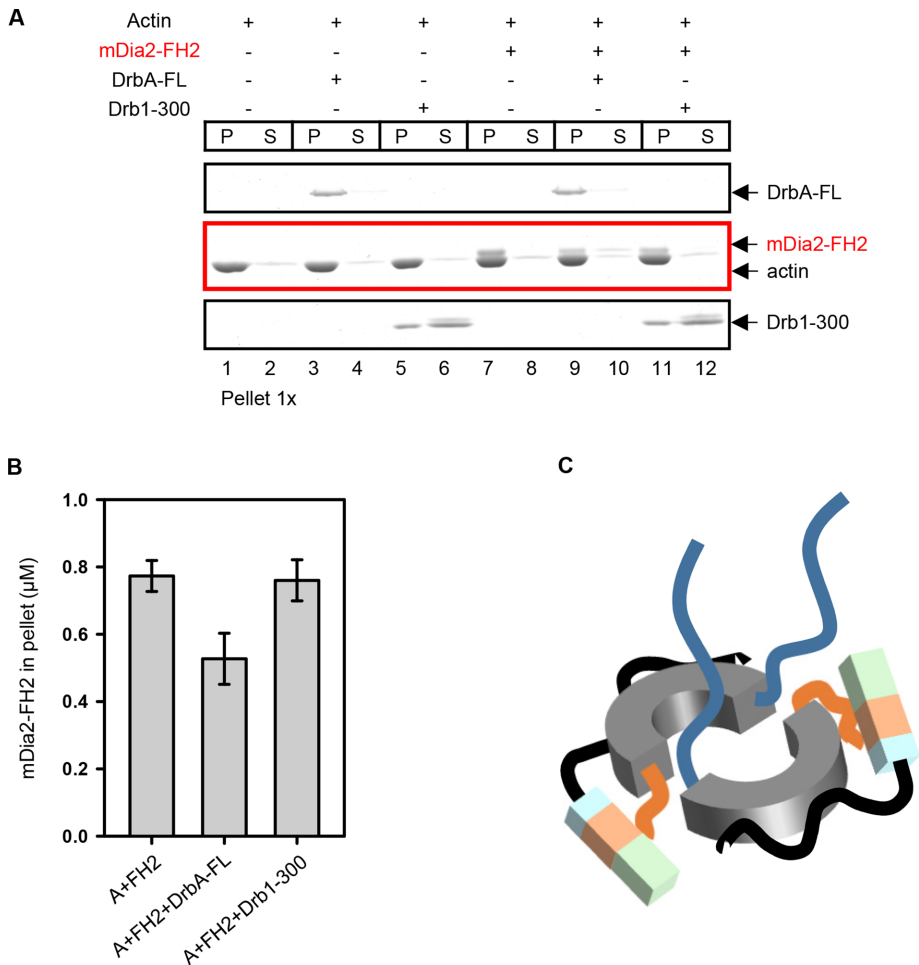 A
Actin + + + + + +
mDia2-FH2 - - - + + +
DrbA-FL - + - - + -
Drb1-300 - - + - - +
P S P S P S P S P S P S
DrbA-FL
mDia2-FH2
actin
Drb1-300
1 2 3 4 5 6 7 8 9 10 11 12
Pellet 1x
B
mDia2-FH2 in pellet (µM)
1.0
0.8
0.6
0.4
0.2
0.0
A+FH2
A+FH2+DrbA-FL
A+FH2+Drb1-300
C